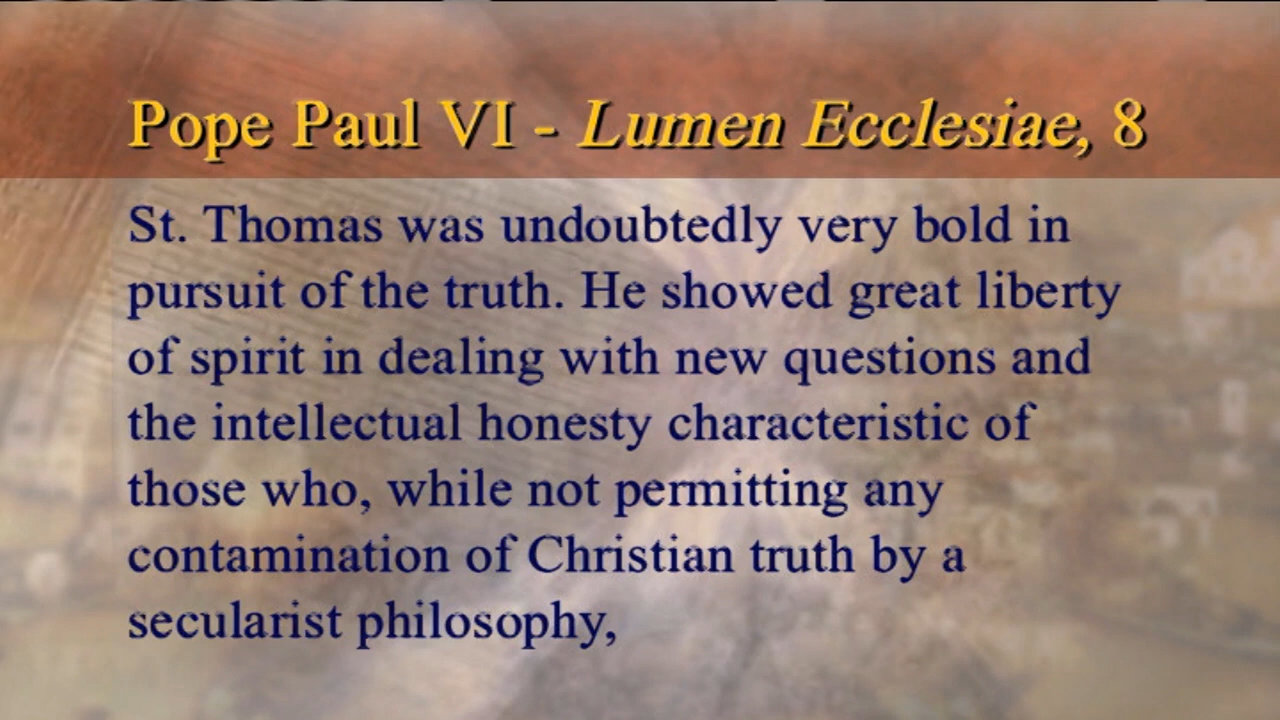 Pope Paul VI - Lumen Ecclesiae, 8
St. Thomas was undoubtedly very bold in
pursuit of the truth. He showed great liberty
of spirit in dealing with new questions and
the intellectual honesty characteristic of
those who, while not permitting any
contamination of Christian truth by a
secularist philosophy,